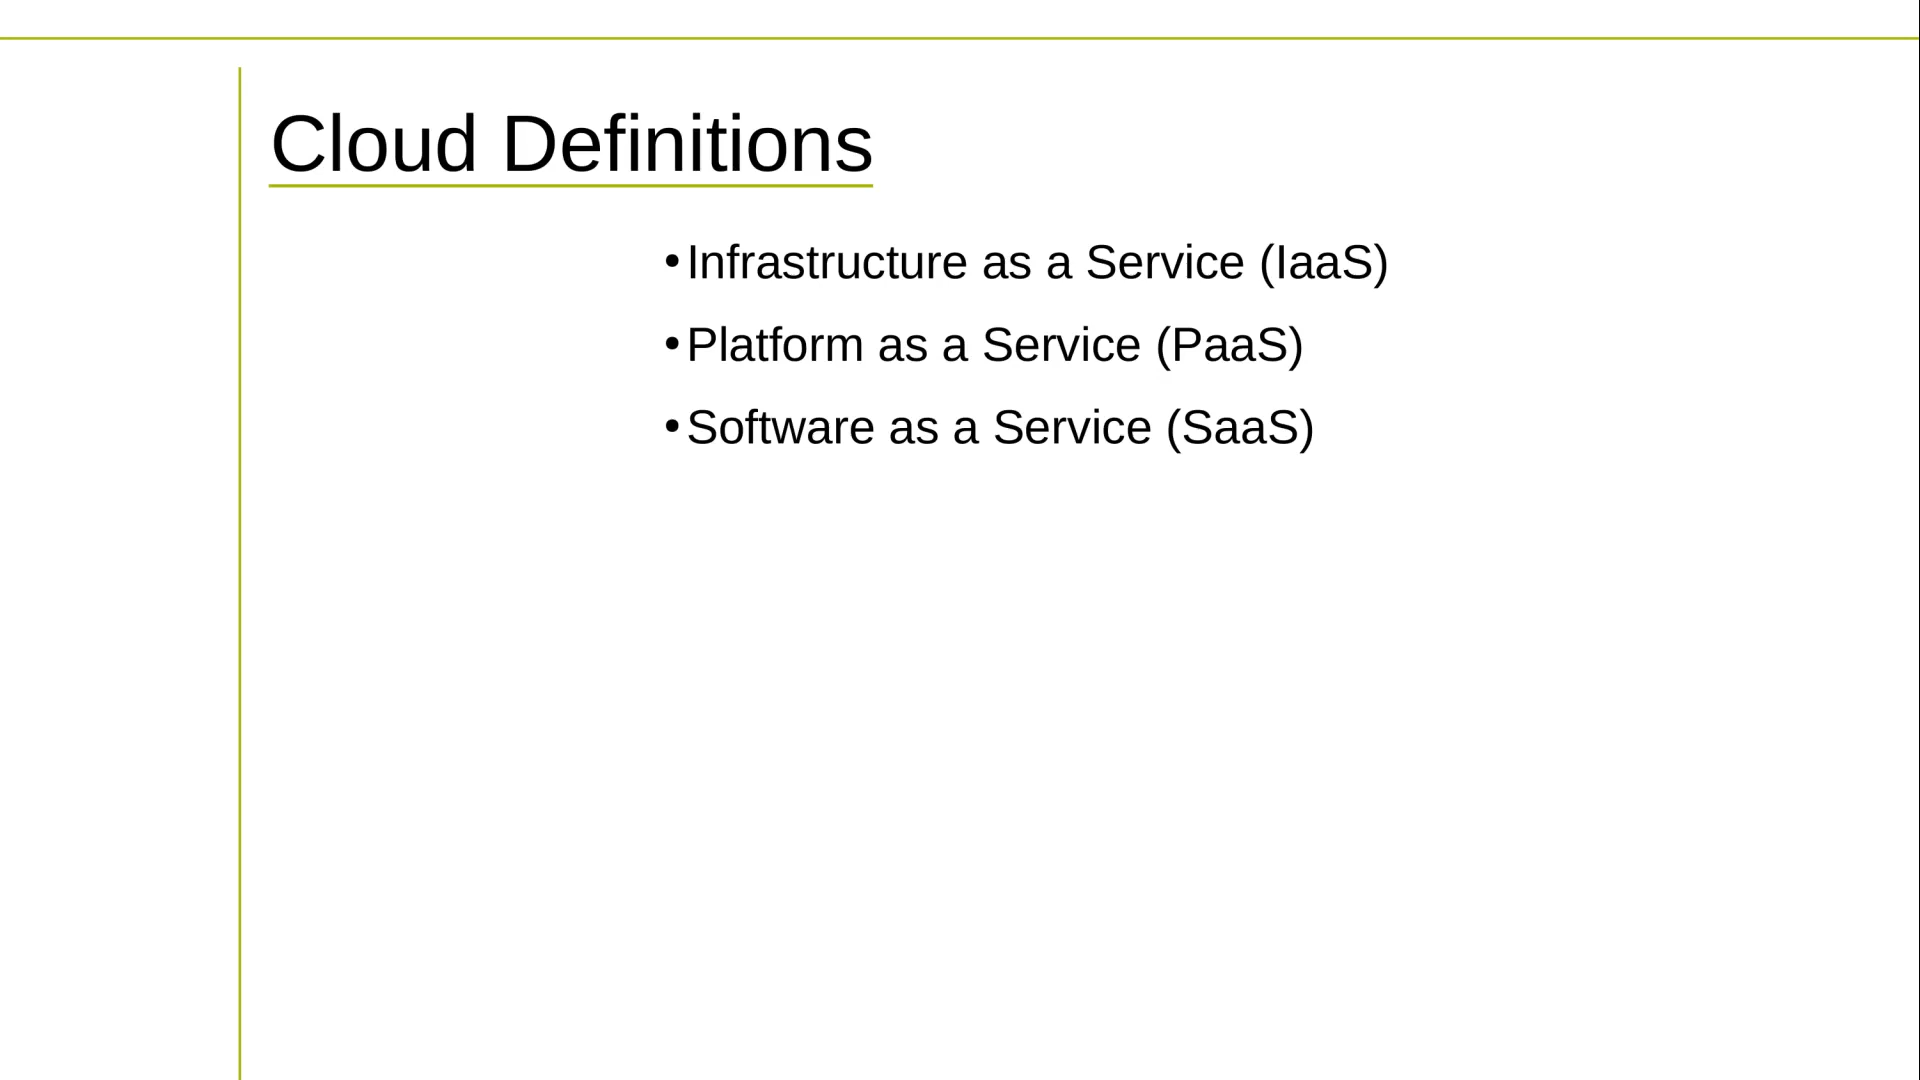 Cloud Definitions
•Infrastructure as a Service (IaaS)
•Platform as a Service (PaaS)
•Software as a Service (SaaS)